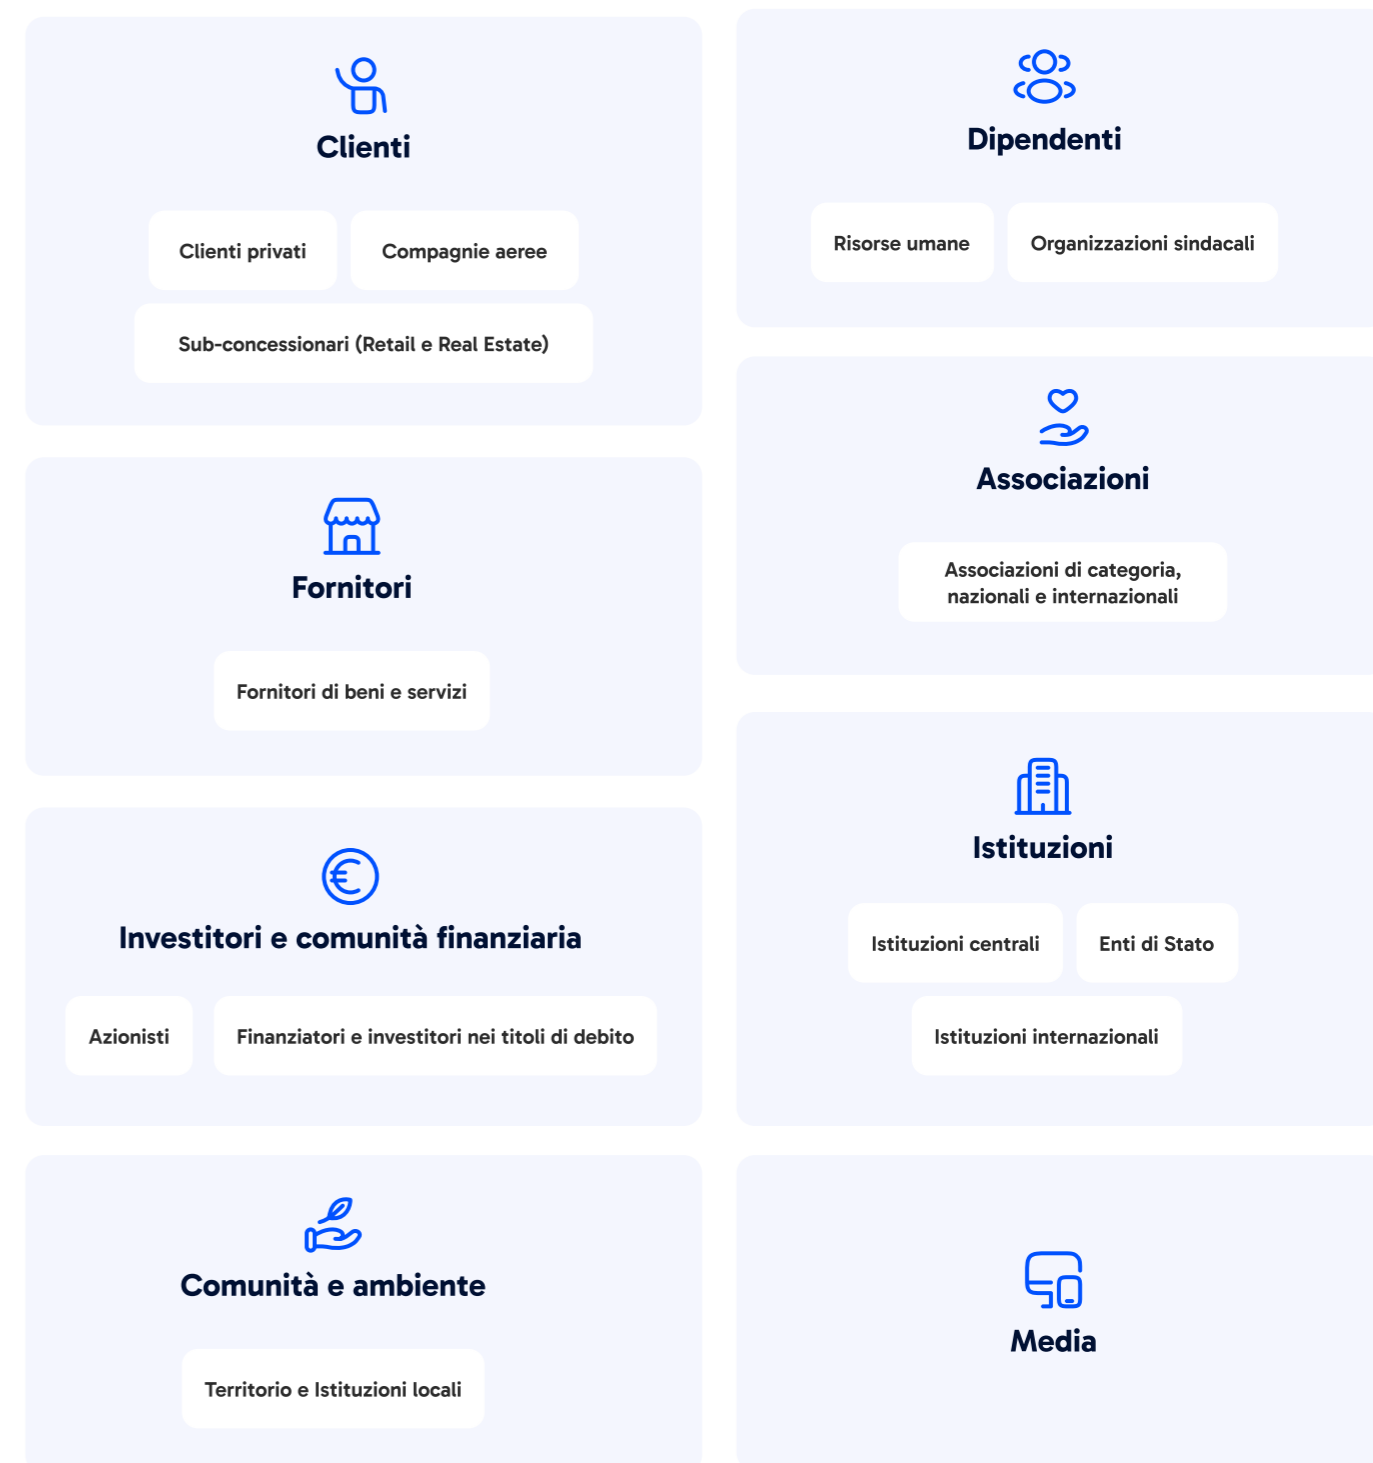 Clienti
Clienti privati
Compagnie aeree
Sub-concessionari (Retail e Real Estate)
Dipendenti
Risorse umane
Organizzazioni sindacali
Fornitori
Fornitori di beni e servizi
Associazioni
Associazioni di categoria,
nazionali e internazionali
Investitori e comunità finanziaria
Azionisti
Finanziatori e investitori nei titoli di debito
Istituzioni
Istituzioni centrali
Enti di Stato
Istituzioni internazionali
Comunità e ambiente
Territorio e Istituzioni locali
Media